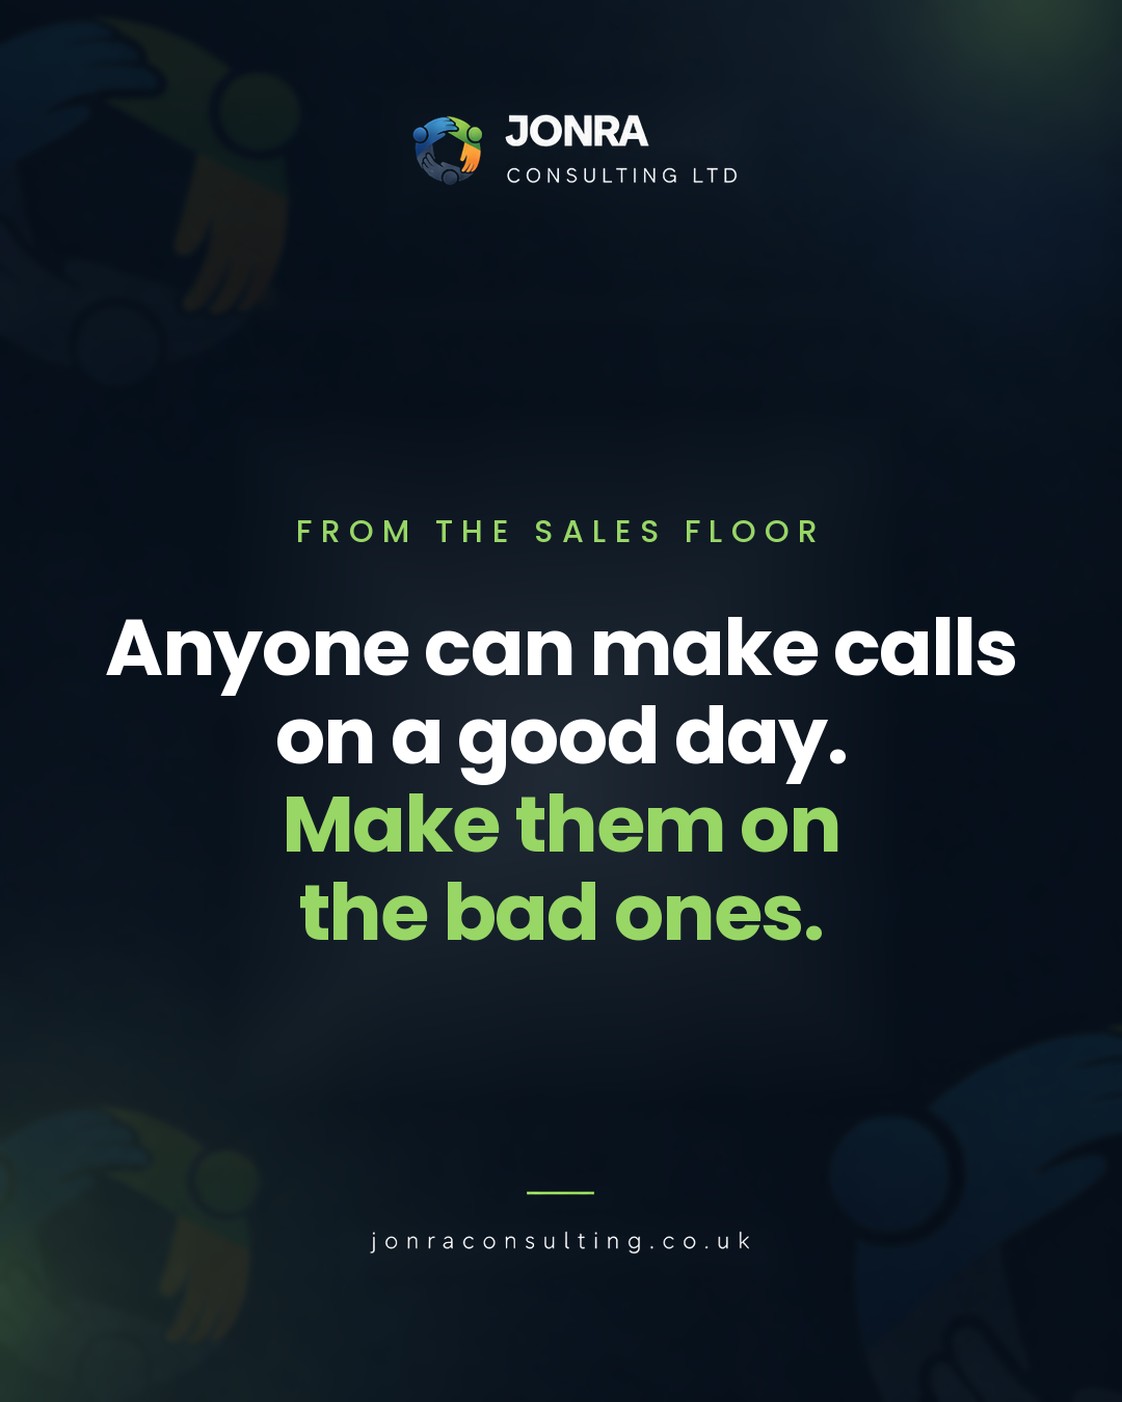 JONRA
CONSULTING LTD
FROM THE SALES FLOOR
Anyone can make calls
on a good day.
Make them on
the bad ones.
jonraconsulting.co.uk